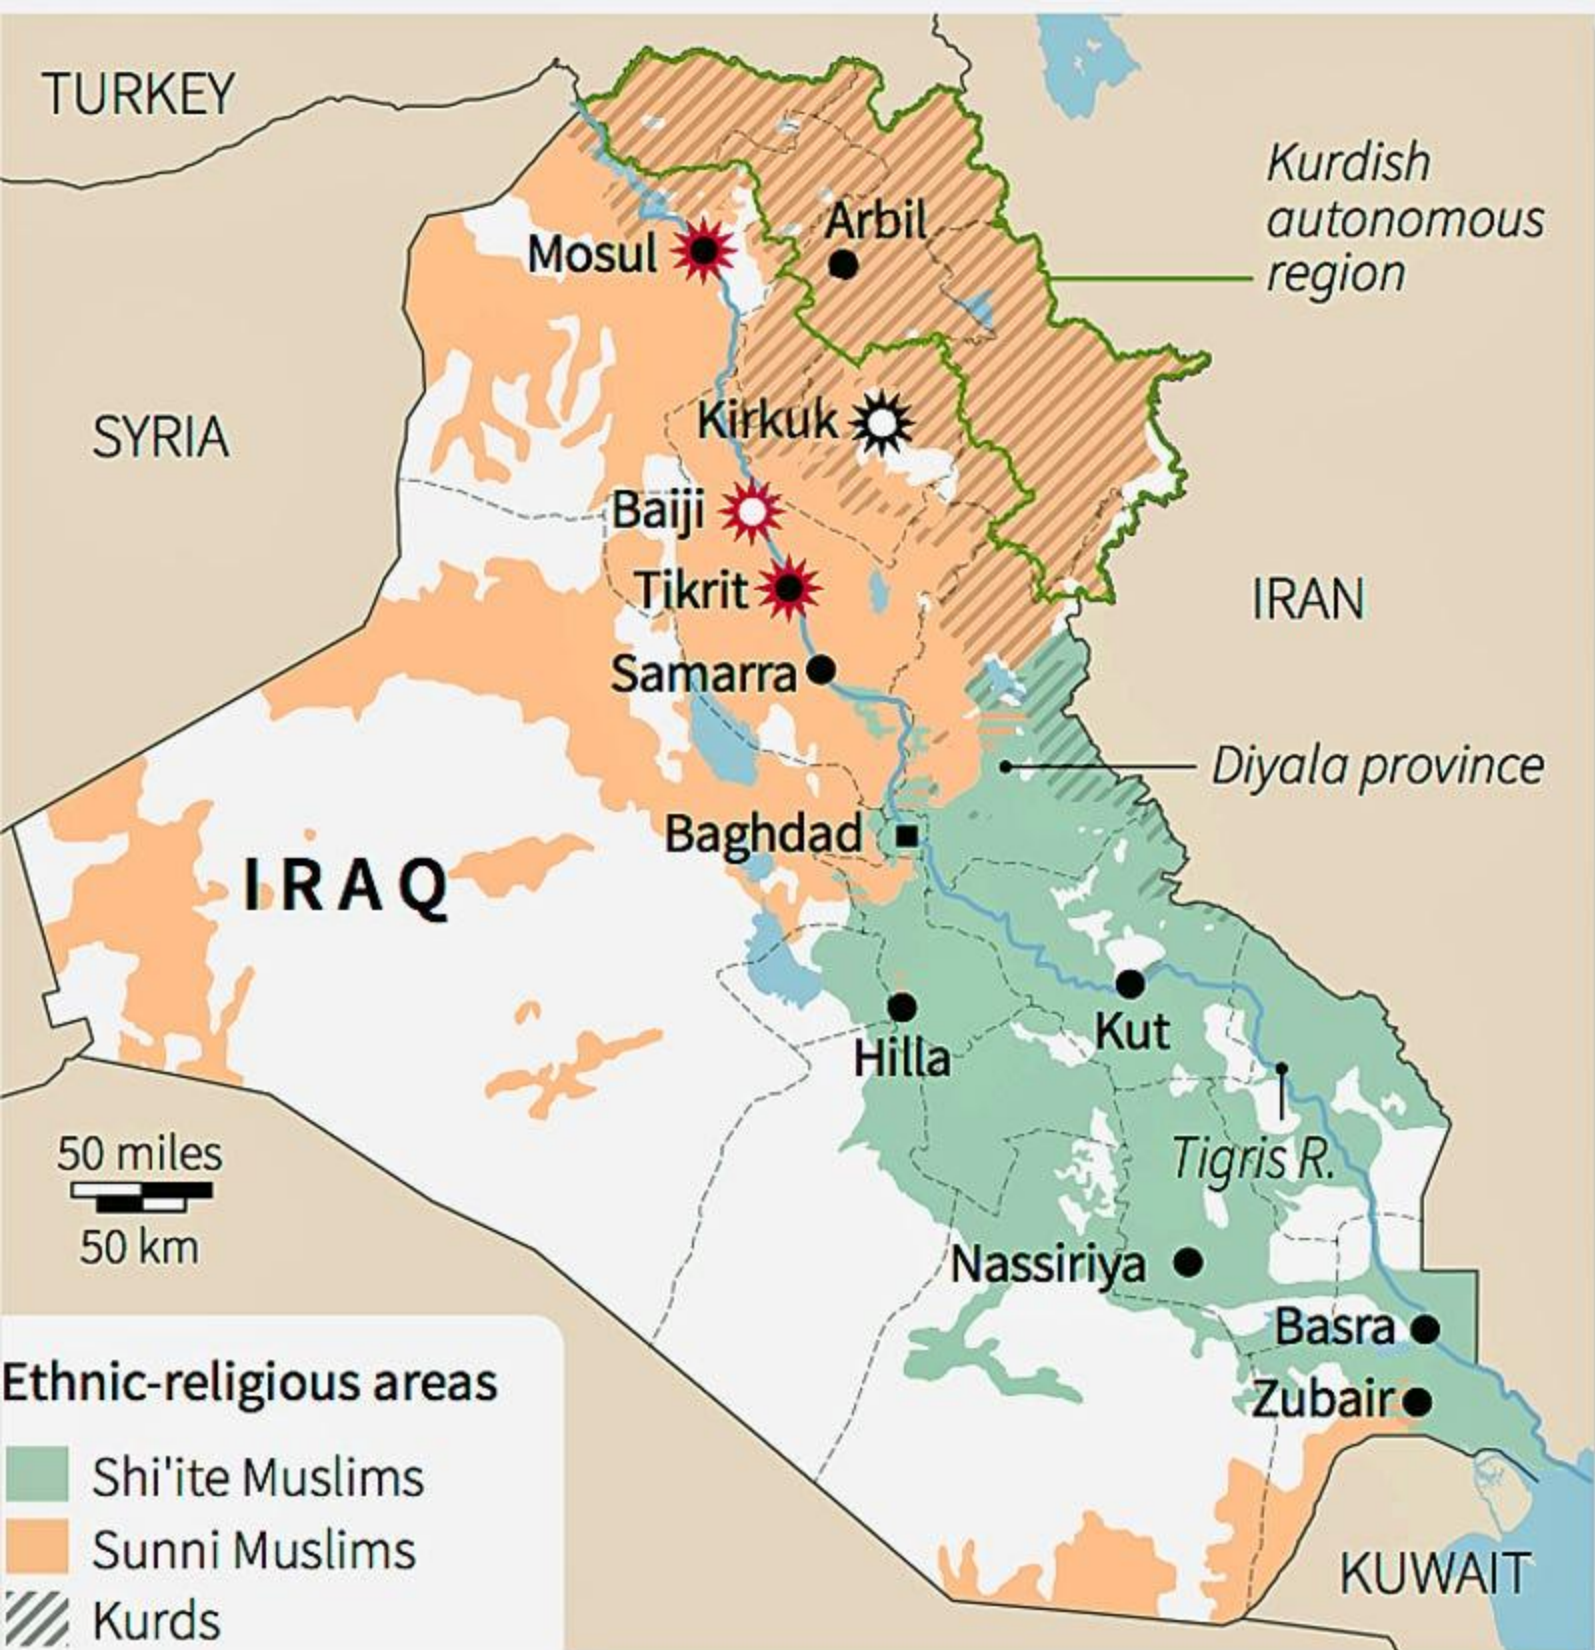 TURKEY
Kurdish
autonomous
region
Arbil
Mosul
SYRIA
Kirkuk
Baiji
Tikrit
IRAN
Samarra
Diyala province
Baghdad
IRAQ
Kut
Hilla
50 miles
50 km
Tigris R.
Nassiriya
Basra
Zubair
KUWAIT
Ethnic-religious areas
Shi'ite Muslims
Sunni Muslims
Kurds